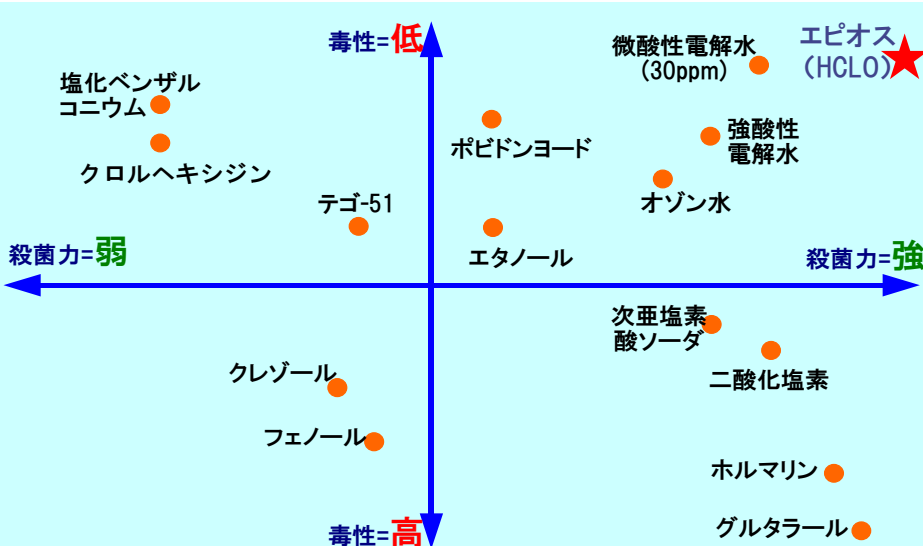 毒性=低
微酸性電解水
(30ppm)
エピオス
(HCLO)
塩化ベンザル
コニウム
クロルヘキシジン
ポビドンヨード
強酸性
電解水
オゾン水
テゴ-51
エタノール
殺菌力=弱
殺菌力=強
次亜塩素
酸ソーダ
二酸化塩素
クレゾール
フェノール
ホルマリン
グルタラール
毒性=高